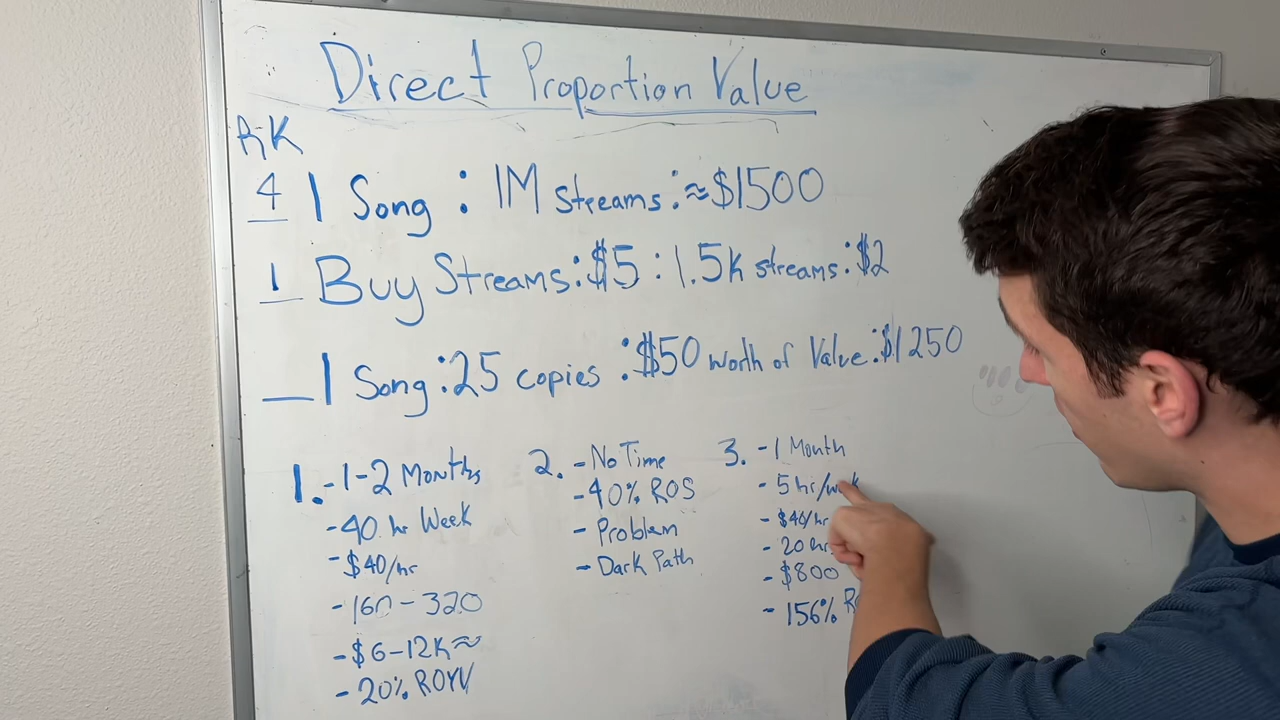 Direct Proportion Value
RK
4 1 Song : 1M streams : ≈$1500
1 Buy Streams : $5 : 1.5k streams : $2
_ 1 Song : 25 copies : $50 worth of Value : $1250
1. -1-2 Months
-40 hr Week
-$40/hr
-160-320
-$6-12K≈
-20%
2. -No Time
-40% ROS
-Problem
-Dark Path
3. -1 Month
-5 hr/week
-$40/hr
-20 hr
-$800
-156%